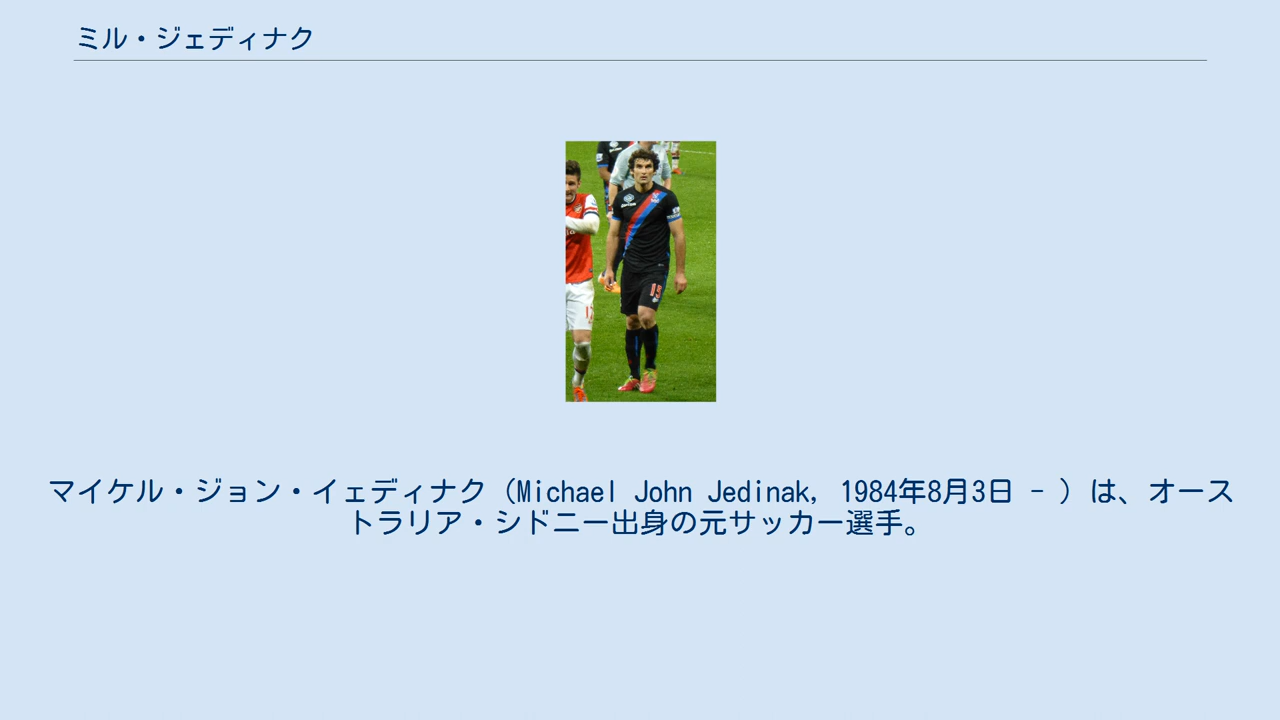 ミル・ジェディナク
15
マイケル・ジョン・イェディナク（Michael John Jedinak, 1984年8月3日 - ）は、オース
トラリア・シドニー出身の元サッカー選手。